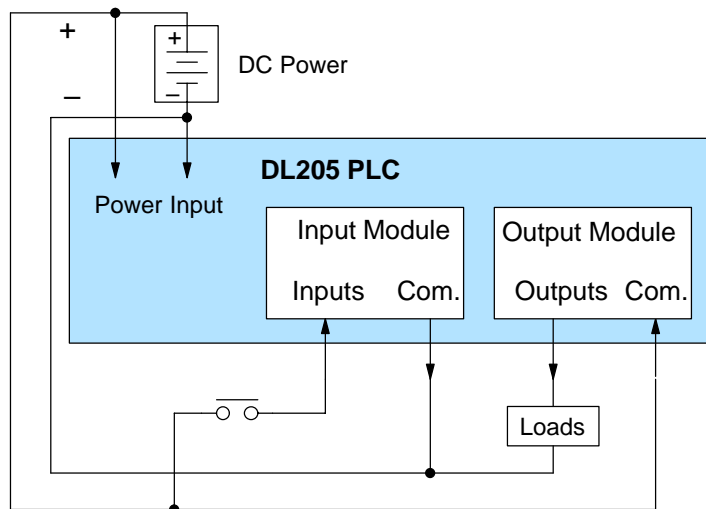 +
+
DC Power
−
−
DL205 PLC
Power Input
Input Module
Output Module
Inputs Com.
Outputs Com.
Loads